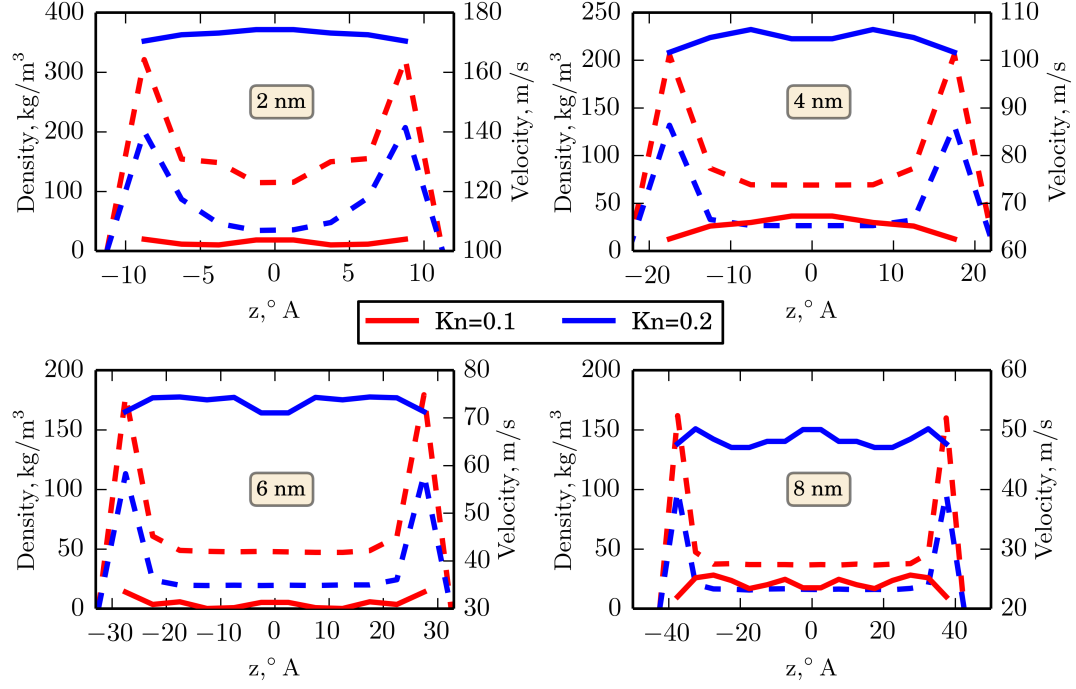 400 350 300 200 100 0
Density, kg/m³
180 160 140 120 100
Velocity, m/s
2 nm
−10 −5 0 5 10
z,° A
250 200 150 100 50 0
Density, kg/m³
110 100 90 80 70 60
Velocity, m/s
4 nm
−20 −10 0 10 20
z,° A
Kn=0.1 Kn=0.2
200 150 100 50 0
Density, kg/m³
80 70 60 50 40 30
Velocity, m/s
6 nm
−30 −20 −10 0 10 20 30
z,° A
200 150 100 50 0
Density, kg/m³
60 50 40 30 20
Velocity, m/s
8 nm
−40 −20 0 20 40
z,° A